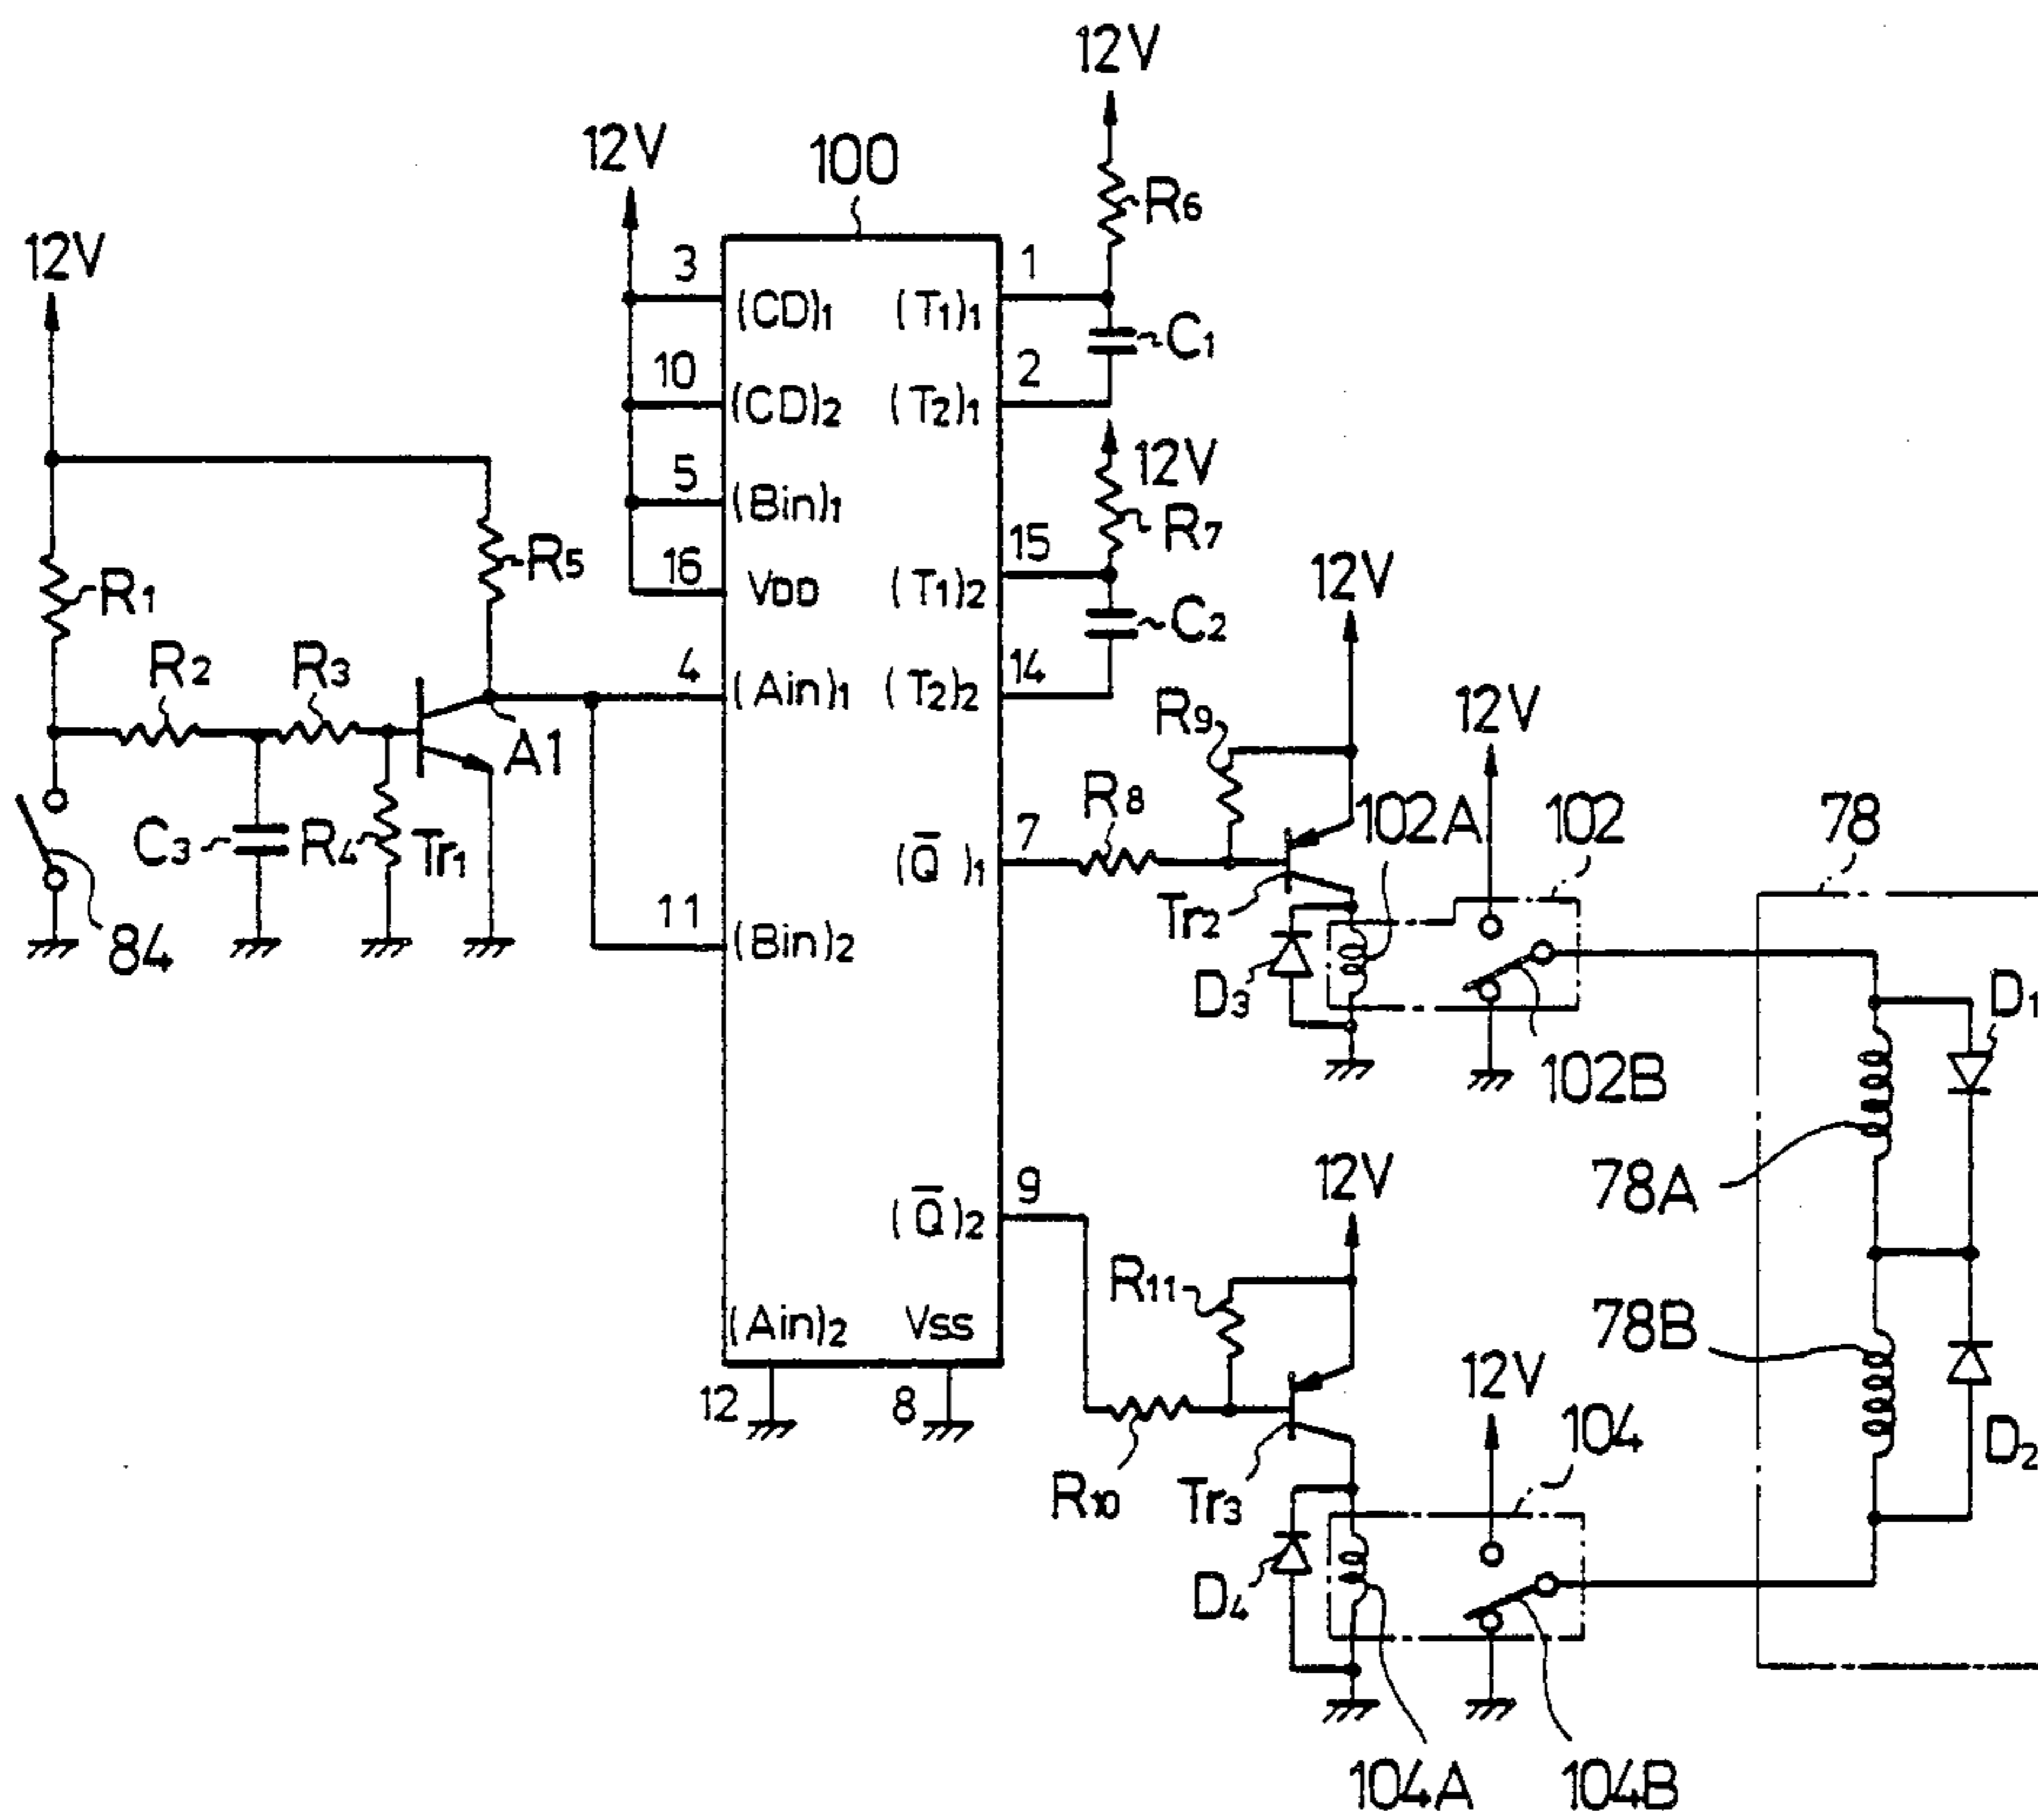 12V
12V
100
R6
12V
3
1
(CD)1
(T1)1
C1
10
2
(CD)2
(T2)1
12V
5
(Bin)1
R7
R5
15
16
VDD
(T1)2
12V
R1
C2
R2
R3
4
14
(Ain)1
(T2)2
R9
12V
A1
R8
102A
102
78
C3
R4
Tr1
7
(Q̅)1
Tr2
11
84
(Bin)2
D3
D1
102B
12V
78A
9
(Q̅)2
R11
78B
(Ain)2
Vss
12V
12
8
104
D2
R10
Tr3
D4
104A
104B